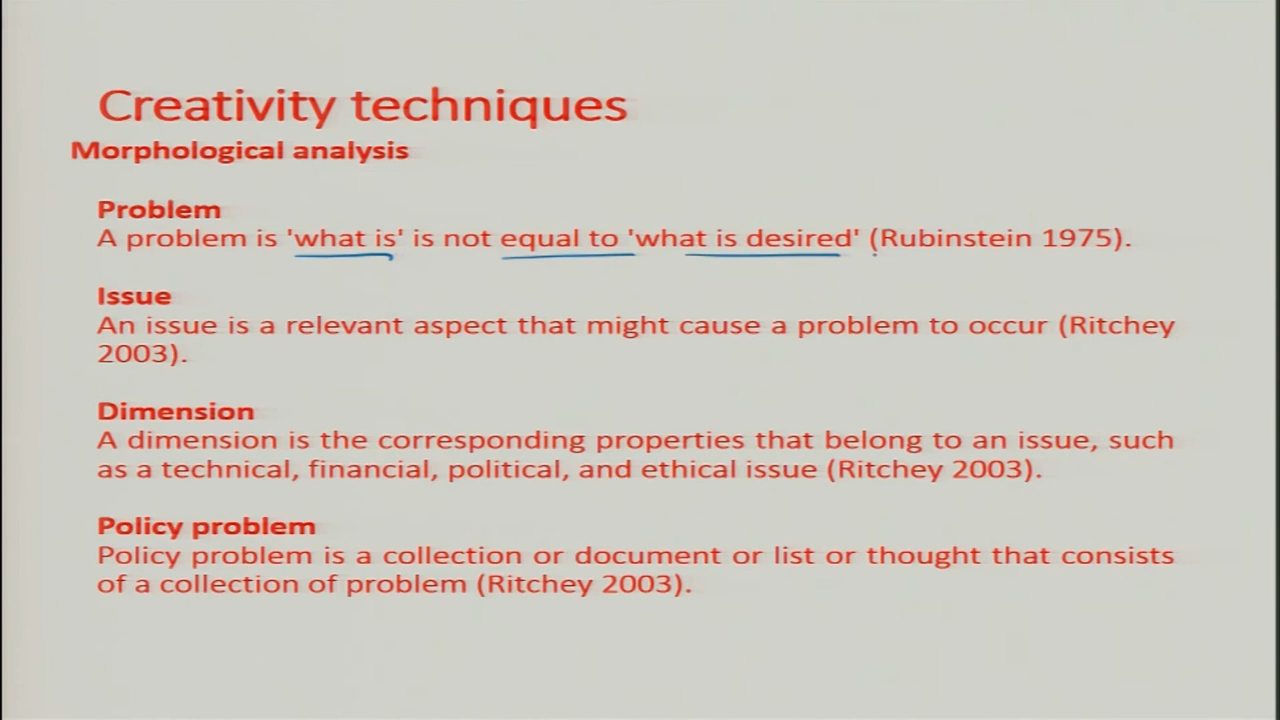 Creativity techniques
Morphological analysis
Problem
A problem is 'what is' is not equal to 'what is desired' (Rubinstein 1975).
Issue
An issue is a relevant aspect that might cause a problem to occur (Ritchey
2003).
Dimension
A dimension is the corresponding properties that belong to an issue, such
as a technical, financial, political, and ethical issue (Ritchey 2003).
Policy problem
Policy problem is a collection or document or list or thought that consists
of a collection of problem (Ritchey 2003).